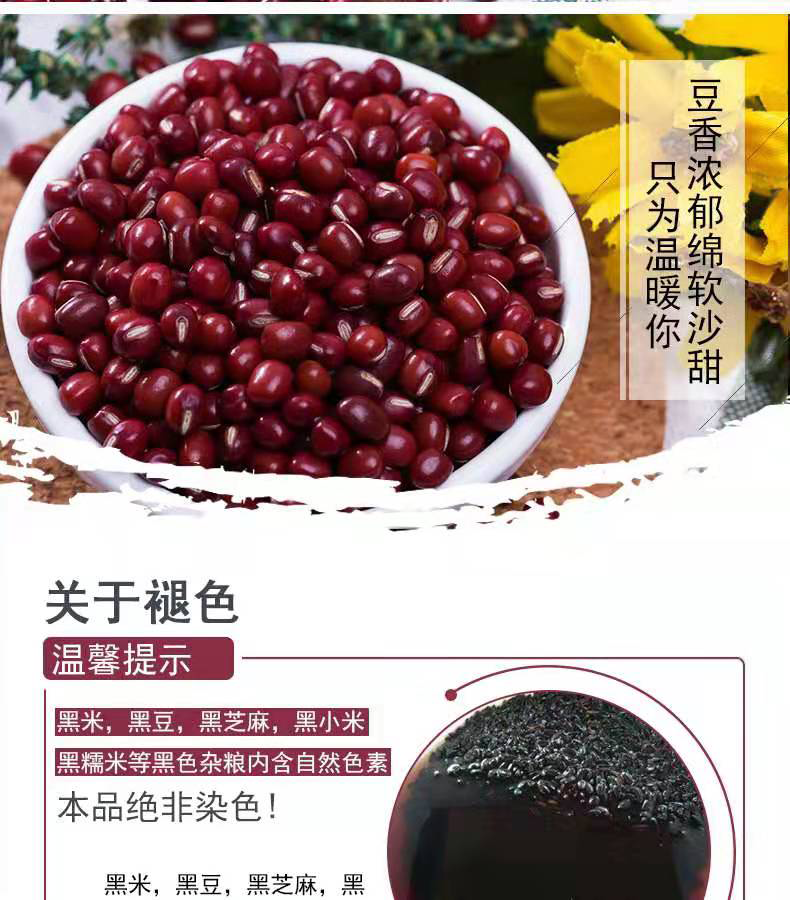 豆香浓郁绵软沙甜
只为温暖你
关于褪色
温馨提示
黑米，黑豆，黑芝麻，黑小米
黑糯米等黑色杂粮内含自然色素
本品绝非染色！
黑米，黑豆，黑芝麻，黑